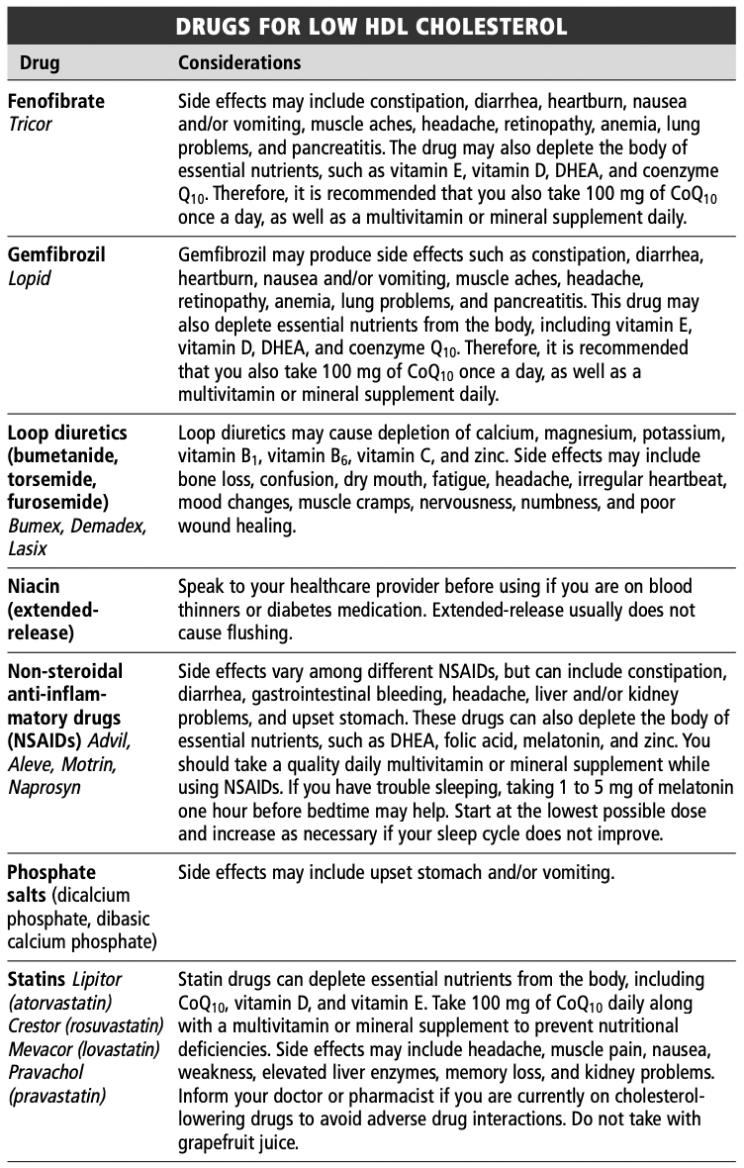 DRUGS FOR LOW HDL CHOLESTEROL
Drug Considerations
Fenofibrate
Tricor
Side effects may include constipation, diarrhea, heartburn, nausea
and/or vomiting, muscle aches, headache, retinopathy, anemia, lung
problems, and pancreatitis. The drug may also deplete the body of
essential nutrients, such as vitamin E, vitamin D, DHEA, and coenzyme
Q10. Therefore, it is recommended that you also take 100 mg of CoQ10
once a day, as well as a multivitamin or mineral supplement daily.
Gemfibrozil
Lopid
Gemfibrozil may produce side effects such as constipation, diarrhea,
heartburn, nausea and/or vomiting, muscle aches, headache,
retinopathy, anemia, lung problems, and pancreatitis. This drug may
also deplete essential nutrients from the body, including vitamin E,
vitamin D, DHEA, and coenzyme Q10. Therefore, it is recommended
that you also take 100 mg of CoQ10 once a day, as well as a
multivitamin or mineral supplement daily.
Loop diuretics
(bumetanide,
torsemide,
furosemide)
Bumex, Demadex,
Lasix
Loop diuretics may cause depletion of calcium, magnesium, potassium,
vitamin B1, vitamin B6, vitamin C, and zinc. Side effects may include
bone loss, confusion, dry mouth, fatigue, headache, irregular heartbeat,
mood changes, muscle cramps, nervousness, numbness, and poor
wound healing.
Niacin
(extended-
release)
Speak to your healthcare provider before using if you are on blood
thinners or diabetes medication. Extended-release usually does not
cause flushing.
Non-steroidal
anti-inflam-
matory drugs
(NSAIDs) Advil,
Aleve, Motrin,
Naprosyn
Side effects vary among different NSAIDs, but can include constipation,
diarrhea, gastrointestinal bleeding, headache, liver and/or kidney
problems, and upset stomach. These drugs can also deplete the body of
essential nutrients, such as DHEA, folic acid, melatonin, and zinc. You
should take a quality daily multivitamin or mineral supplement while
using NSAIDs. If you have trouble sleeping, taking 1 to 5 mg of melatonin
one hour before bedtime may help. Start at the lowest possible dose
and increase as necessary if your sleep cycle does not improve.
Phosphate
salts (dicalcium
phosphate, dibasic
calcium phosphate)
Side effects may include upset stomach and/or vomiting.
Statins Lipitor
(atorvastatin)
Crestor (rosuvastatin)
Mevacor (lovastatin)
Pravachol
(pravastatin)
Statin drugs can deplete essential nutrients from the body, including
CoQ10, vitamin D, and vitamin E. Take 100 mg of CoQ10 daily along
with a multivitamin or mineral supplement to prevent nutritional
deficiencies. Side effects may include headache, muscle pain, nausea,
weakness, elevated liver enzymes, memory loss, and kidney problems.
Inform your doctor or pharmacist if you are currently on cholesterol-
lowering drugs to avoid adverse drug interactions. Do not take with
grapefruit juice.